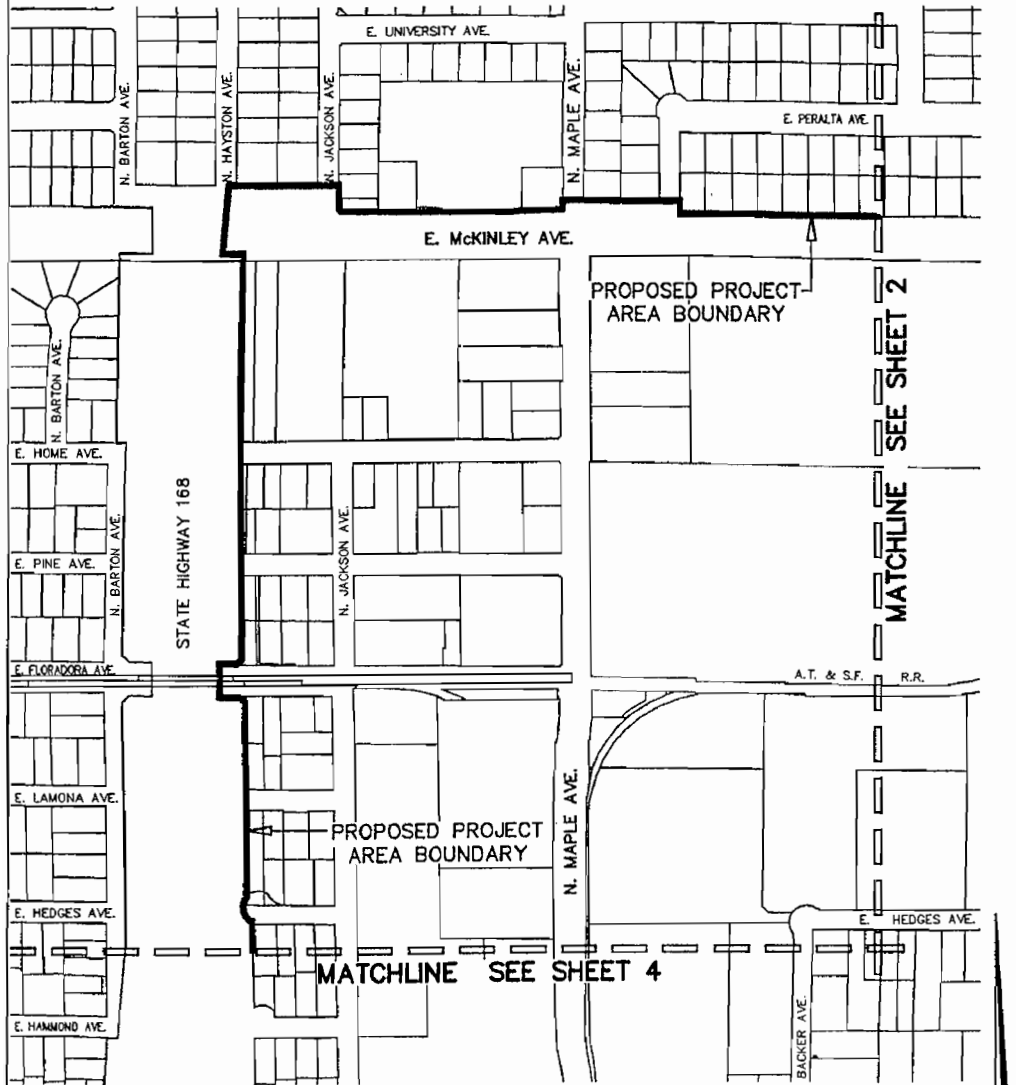 E. UNIVERSITY AVE.
N. BARTON AVE.
N. HAYSTON AVE.
N. JACKSON AVE.
N. MAPLE AVE.
E. PERALTA AVE.
E. McKINLEY AVE.
PROPOSED PROJECT
AREA BOUNDARY
MATCHLINE SEE SHEET 2
N. BARTON AVE.
E. HOME AVE.
STATE HIGHWAY 168
N. BARTON AVE.
N. JACKSON AVE.
E. PINE AVE.
E. FLORADORA AVE.
A.T. & S.F. R.R.
E. LAMONA AVE.
N. MAPLE AVE.
PROPOSED PROJECT
AREA BOUNDARY
E. HEDGES AVE.
E. HEDGES AVE.
MATCHLINE SEE SHEET 4
E. HAMMOND AVE.
BACKER AVE.